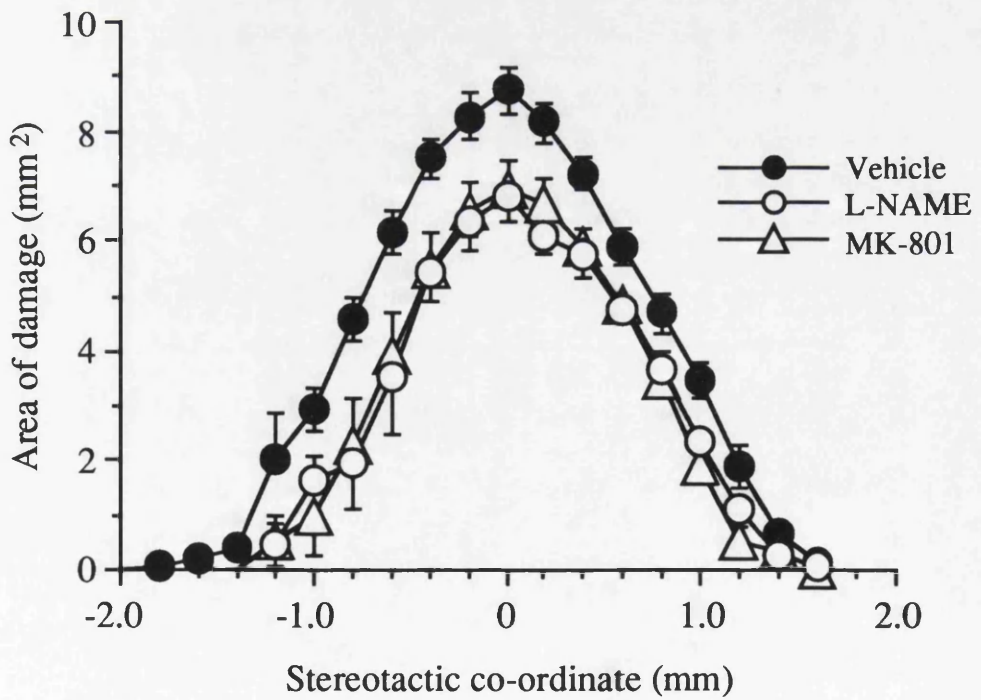 10
8
6
4
2
0
Area of damage (mm2)
Vehicle
L-NAME
MK-801
-2.0 -1.0 0 1.0 2.0
Stereotactic co-ordinate (mm)